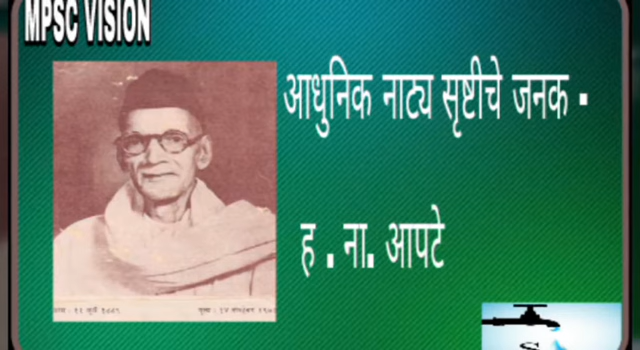 MPSC VISION
आधुनिक नाट्य सृष्टीचे जनक -
ह . ना. आपटे
S